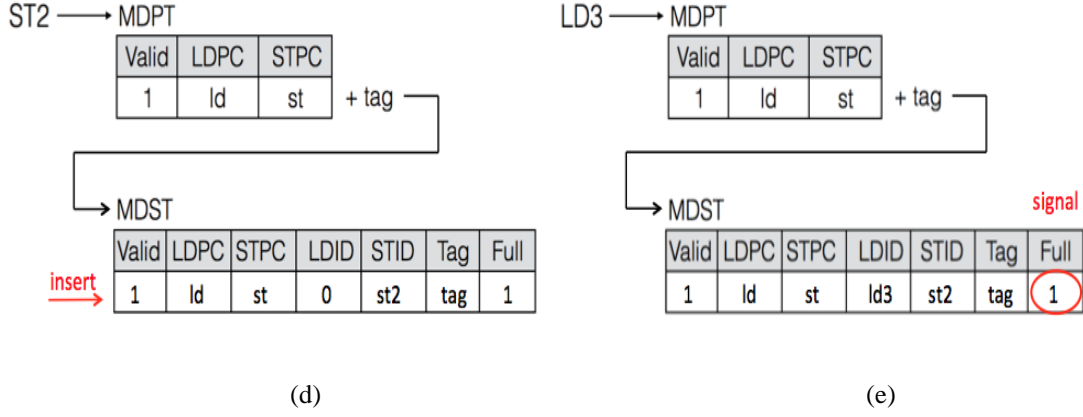 ST2 MDPT
Valid LDPC STPC
1 ld st + tag
MDST
Valid LDPC STPC LDID STID Tag Full
insert 1 ld st 0 st2 tag 1
(d)
LD3 MDPT
Valid LDPC STPC
1 ld st + tag
signal
MDST
Valid LDPC STPC LDID STID Tag Full
1 ld st ld3 st2 tag 1
(e)